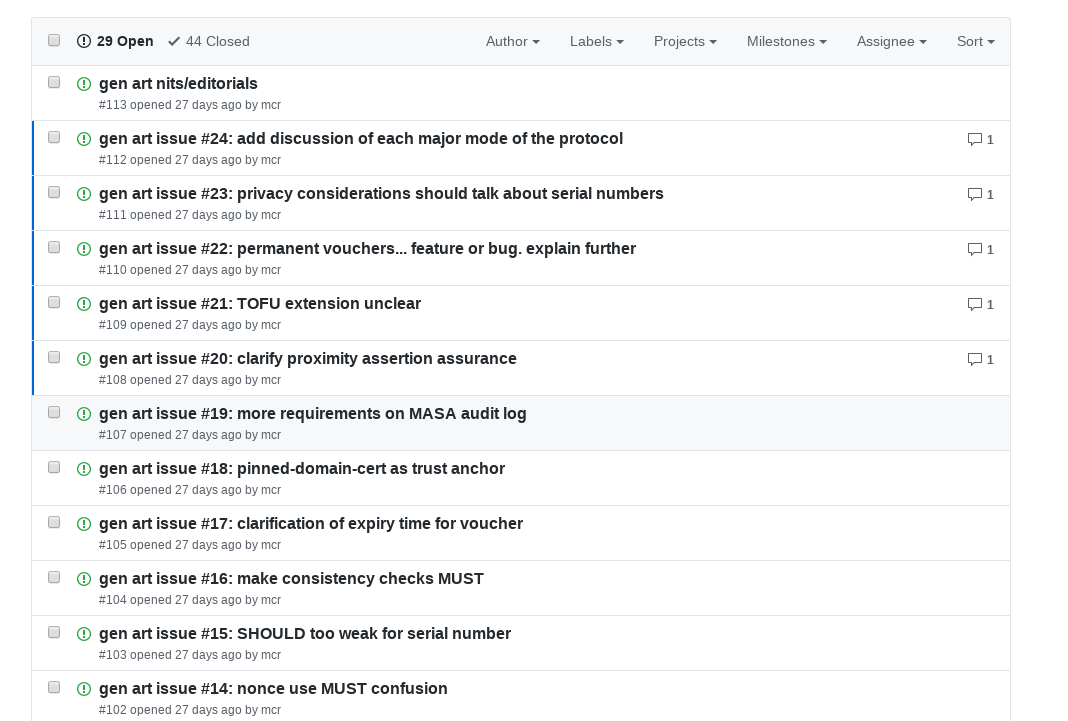 29 Open 44 Closed Author Labels Projects Milestones Assignee Sort
gen art nits/editorials
#113 opened 27 days ago by mcr
gen art issue #24: add discussion of each major mode of the protocol 1
#112 opened 27 days ago by mcr
gen art issue #23: privacy considerations should talk about serial numbers 1
#111 opened 27 days ago by mcr
gen art issue #22: permanent vouchers... feature or bug. explain further 1
#110 opened 27 days ago by mcr
gen art issue #21: TOFU extension unclear 1
#109 opened 27 days ago by mcr
gen art issue #20: clarify proximity assertion assurance 1
#108 opened 27 days ago by mcr
gen art issue #19: more requirements on MASA audit log
#107 opened 27 days ago by mcr
gen art issue #18: pinned-domain-cert as trust anchor
#106 opened 27 days ago by mcr
gen art issue #17: clarification of expiry time for voucher
#105 opened 27 days ago by mcr
gen art issue #16: make consistency checks MUST
#104 opened 27 days ago by mcr
gen art issue #15: SHOULD too weak for serial number
#103 opened 27 days ago by mcr
gen art issue #14: nonce use MUST confusion
#102 opened 27 days ago by mcr